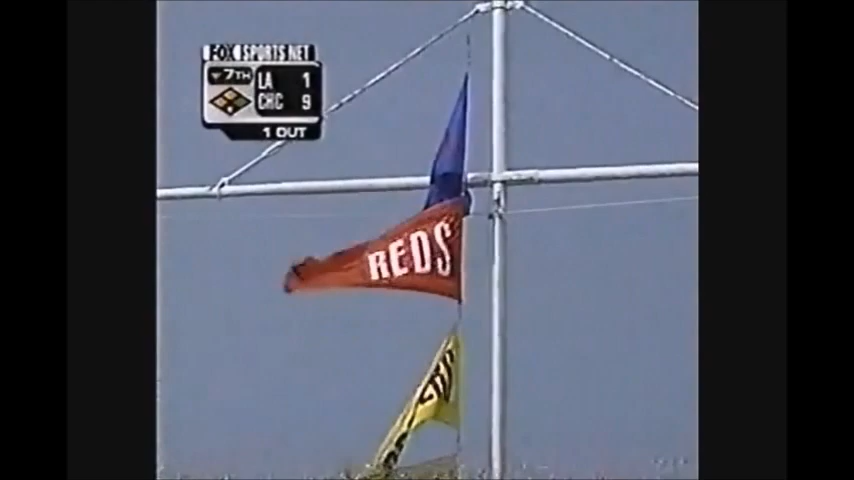 FOX SPORTS NET
7TH
LA 1
CHC 9
1 OUT
REDS